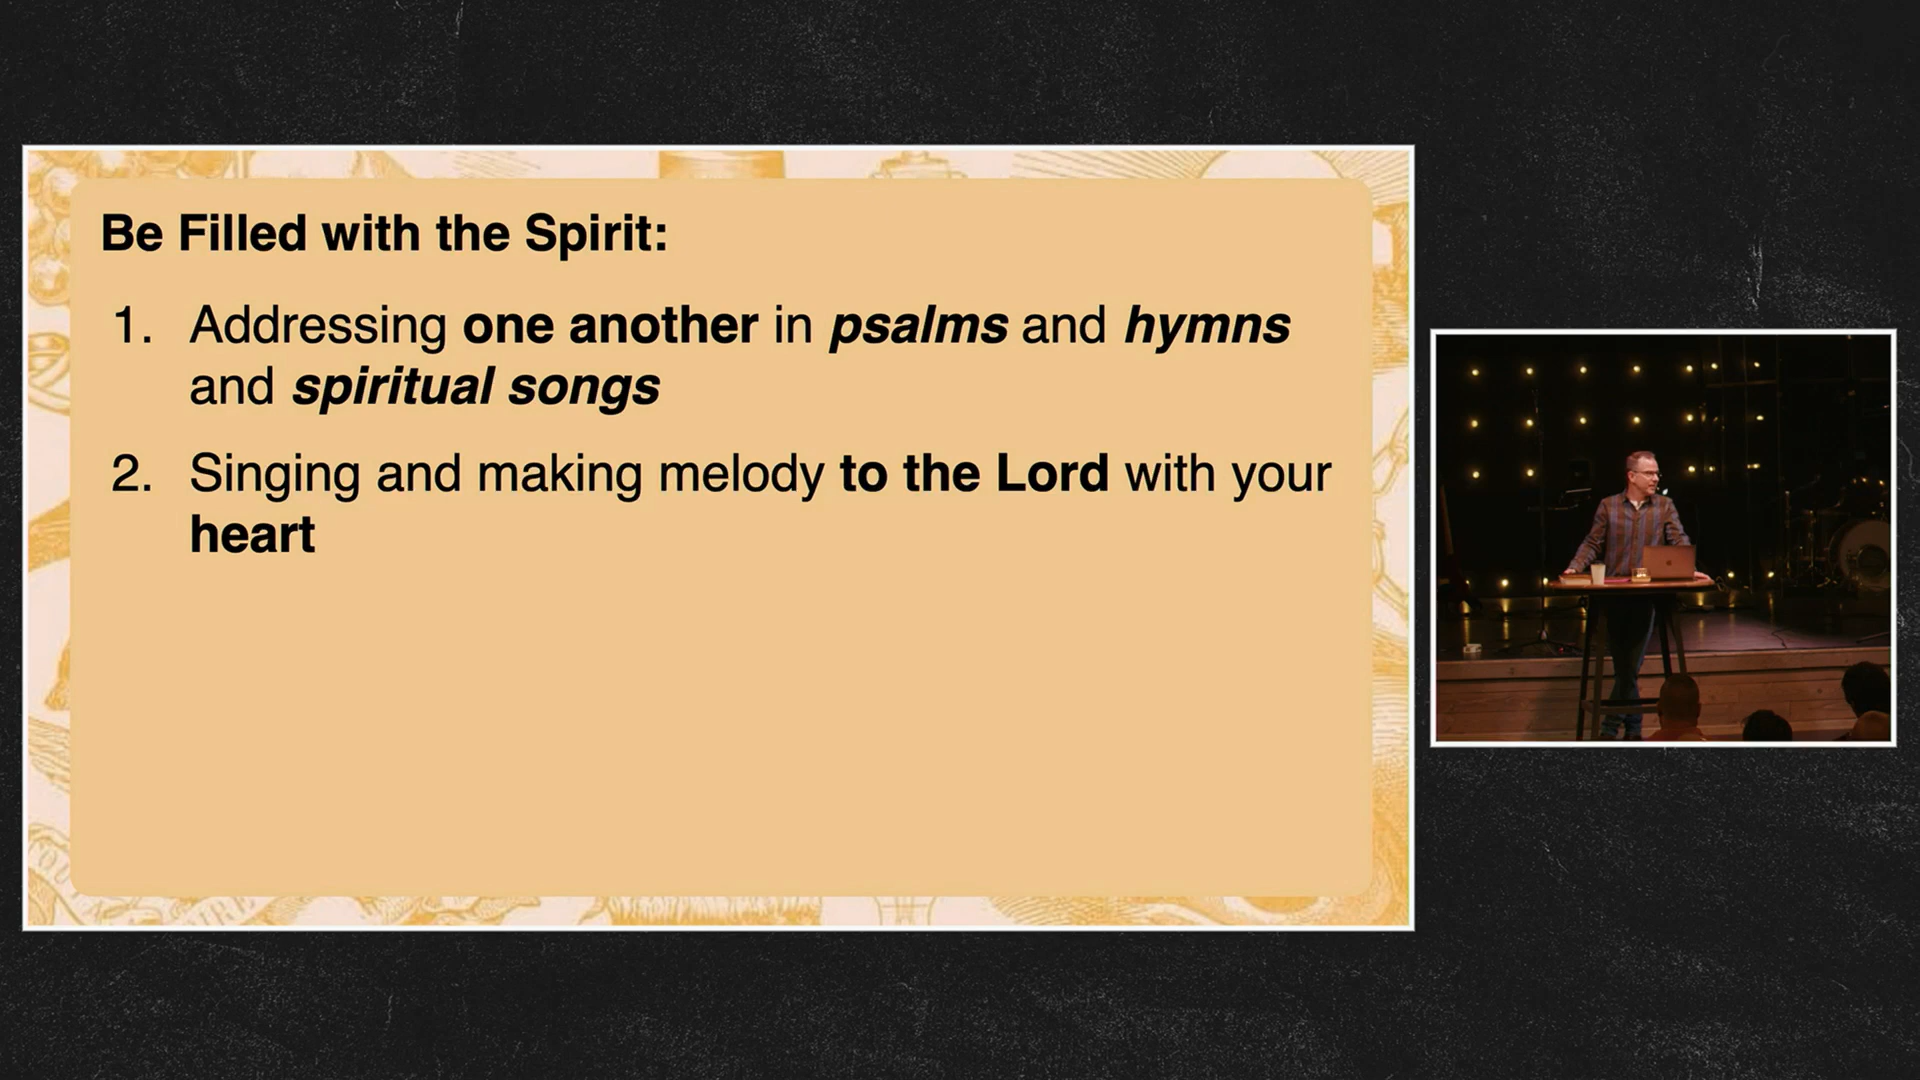 Be Filled with the Spirit:
1. Addressing one another in psalms and hymns
and spiritual songs
2. Singing and making melody to the Lord with your
heart